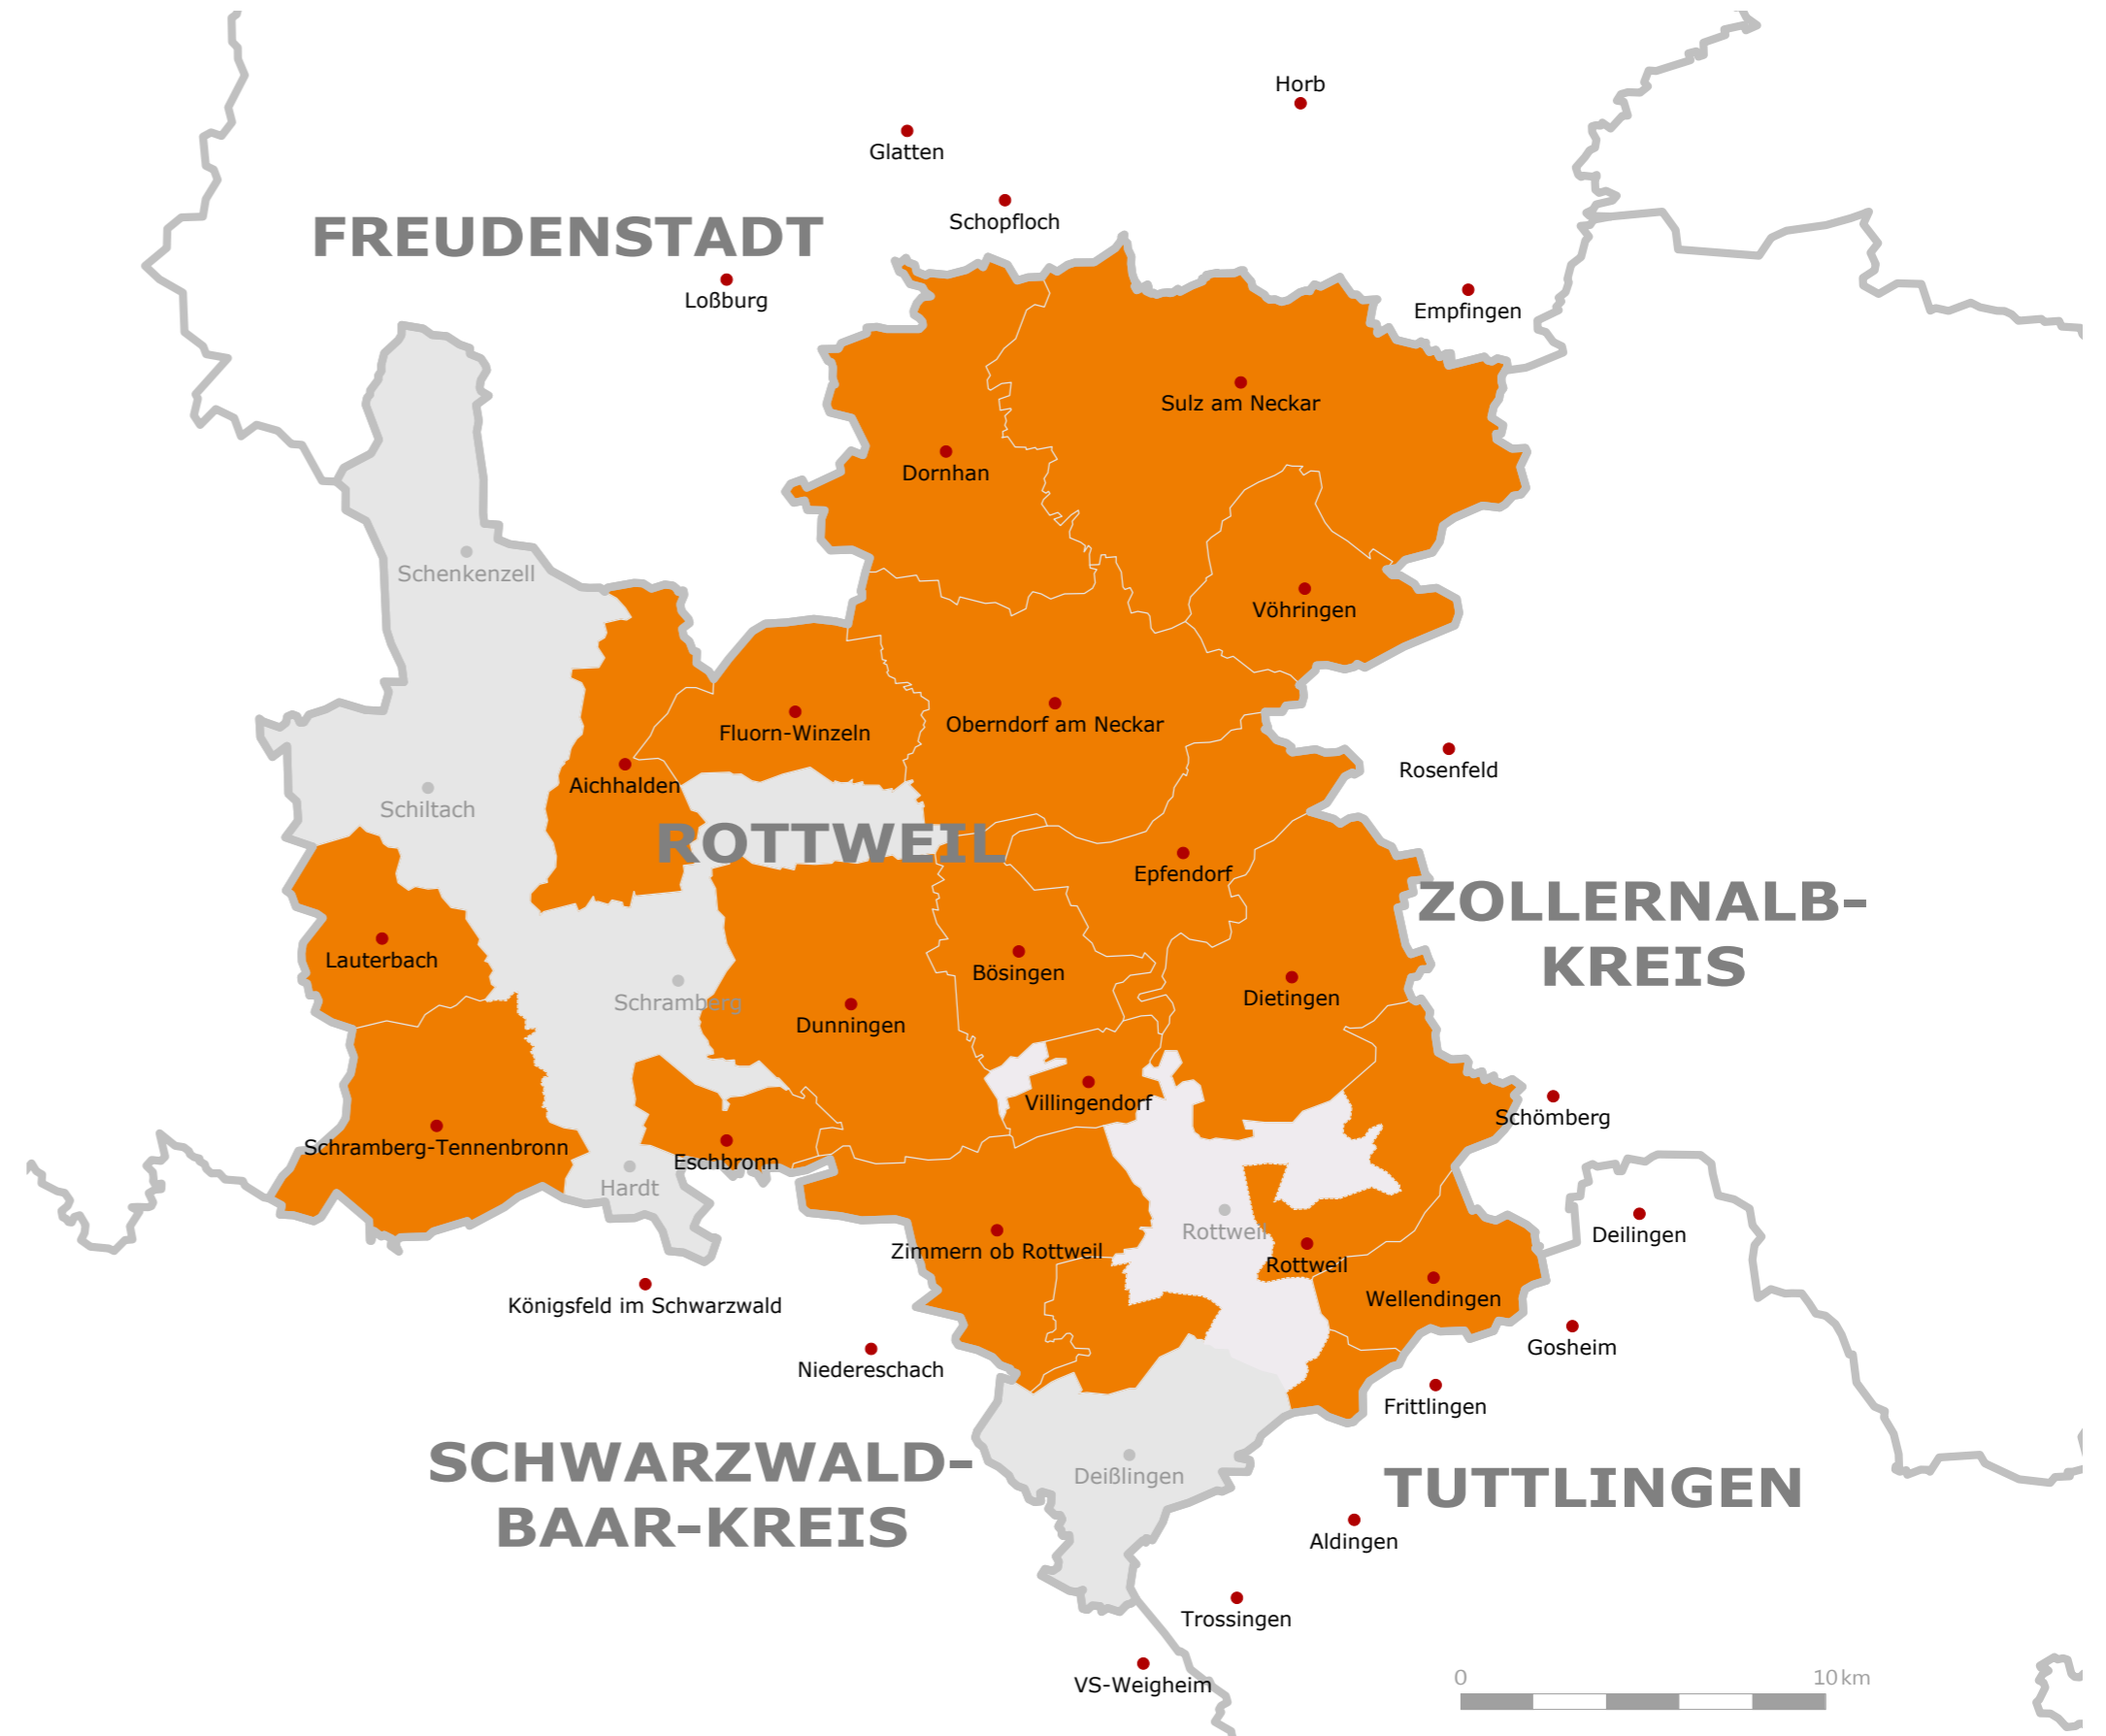 Horb
Glatten
Schopfloch
FREUDENSTADT
Loßburg
Empfingen
Sulz am Neckar
Dornhan
Schenkenzell
Vöhringen
Oberndorf am Neckar
Fluorn-Winzeln
Rosenfeld
Aichhalden
Schiltach
ROTTWEIL
Epfendorf
ZOLLERNALB-
KREIS
Lauterbach
Bösingen
Schramberg
Dietingen
Dunningen
Villingendorf
Schömberg
Schramberg-Tennenbronn
Eschbronn
Hardt
Rottweil
Deilingen
Zimmern ob Rottweil
Rottweil
Wellendingen
Königsfeld im Schwarzwald
Gosheim
Niedereschach
Frittlingen
SCHWARZWALD-
BAAR-KREIS
Deißlingen
TUTTLINGEN
Aldingen
Trossingen
VS-Weigheim
0 10 km